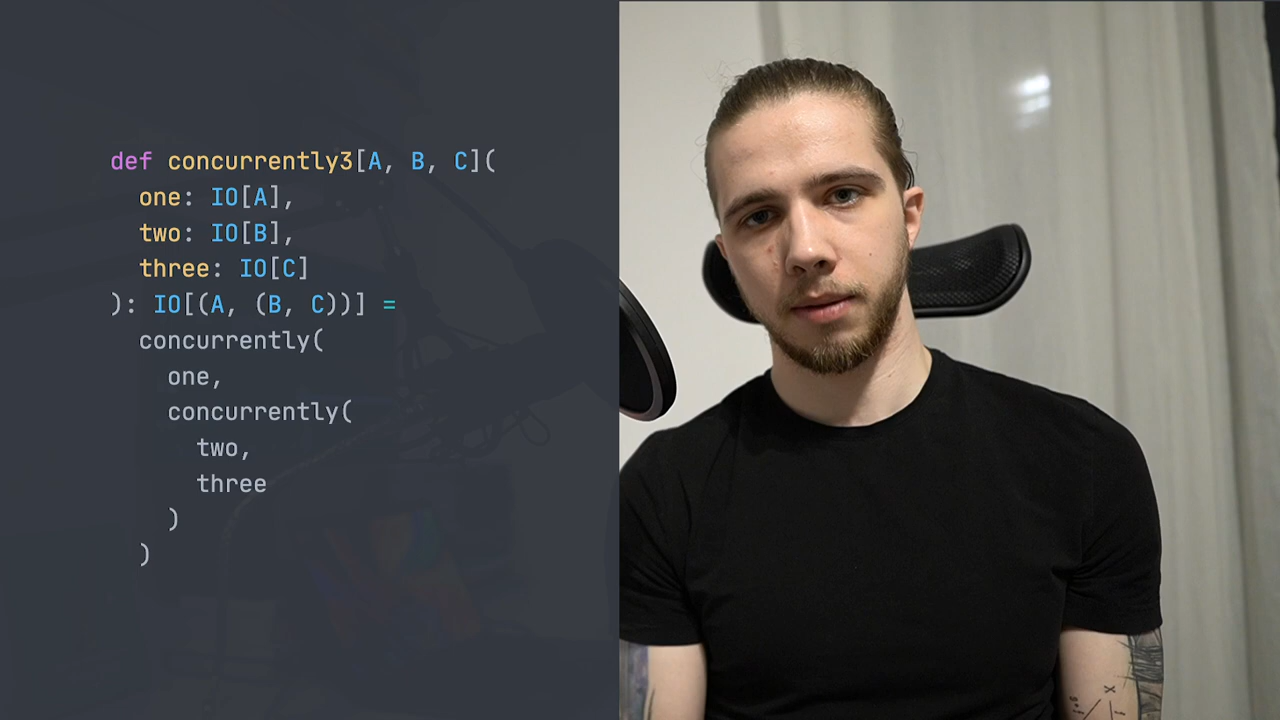 def concurrently3[A, B, C](
  one: IO[A],
  two: IO[B],
  three: IO[C]
): IO[(A, (B, C))] =
  concurrently(
    one,
    concurrently(
      two,
      three
    )
  )